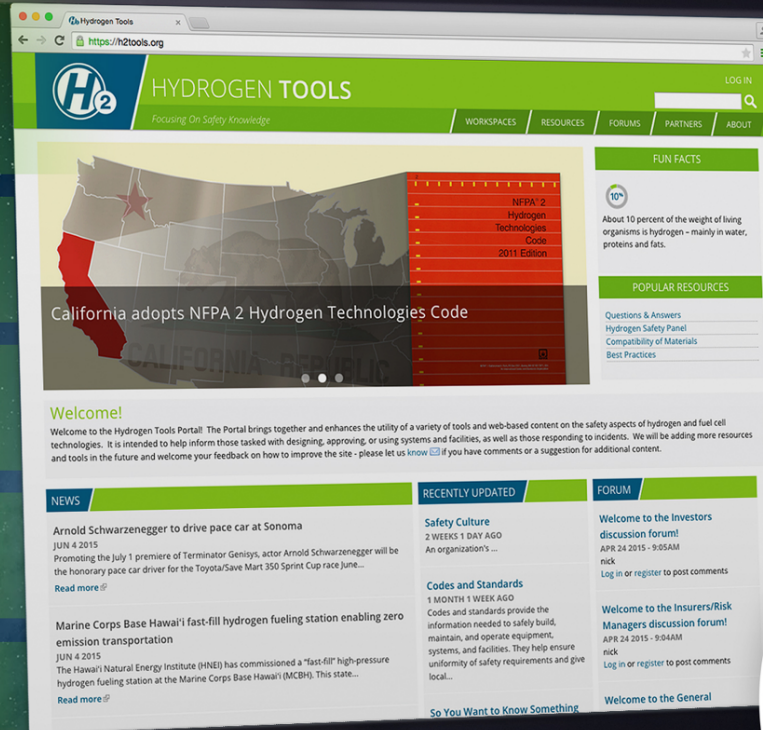 Hydrogen Tools
https://h2tools.org
LOG IN
H2
HYDROGEN TOOLS
Focusing On Safety Knowledge
WORKSPACES
RESOURCES
FORUMS
PARTNERS
ABOUT
NFPA 2
Hydrogen
Technologies
Code
2011 Edition
CALIFORNIA REPUBLIC
California adopts NFPA 2 Hydrogen Technologies Code
FUN FACTS
10%
About 10 percent of the weight of living
organisms is hydrogen – mainly in water,
proteins and fats.
POPULAR RESOURCES
Questions & Answers
Hydrogen Safety Panel
Compatibility of Materials
Best Practices
Welcome!
Welcome to the Hydrogen Tools Portal! The Portal brings together and enhances the utility of a variety of tools and web-based content on the safety aspects of hydrogen and fuel cell
technologies. It is intended to help inform those tasked with designing, approving, or using systems and facilities, as well as those responding to incidents. We will be adding more resources
and tools in the future and welcome your feedback on how to improve the site - please let us know if you have comments or a suggestion for additional content.
NEWS
Arnold Schwarzenegger to drive pace car at Sonoma
JUN 4 2015
Promoting the July 1 premiere of Terminator Genisys, actor Arnold Schwarzenegger will be
the honorary pace car driver for the Toyota/Save Mart 350 Sprint Cup race June...
Read more
Marine Corps Base Hawai'i fast-fill hydrogen fueling station enabling zero
emission transportation
JUN 4 2015
The Hawai'i Natural Energy Institute (HNEI) has commissioned a "fast-fill" high-pressure
hydrogen fueling station at the Marine Corps Base Hawai'i (MCBH). This state...
Read more
RECENTLY UPDATED
Safety Culture
2 WEEKS 1 DAY AGO
An organization's ...
Codes and Standards
1 MONTH 1 WEEK AGO
Codes and standards provide the
information needed to safely build,
maintain, and operate equipment,
systems, and facilities. They help ensure
uniformity of safety requirements and give
local...
So You Want to Know Something
FORUM
Welcome to the Investors
discussion forum!
APR 24 2015 - 9:05AM
nick
Log in or register to post comments
Welcome to the Insurers/Risk
Managers discussion forum!
APR 24 2015 - 9:04AM
nick
Log in or register to post comments
Welcome to the General